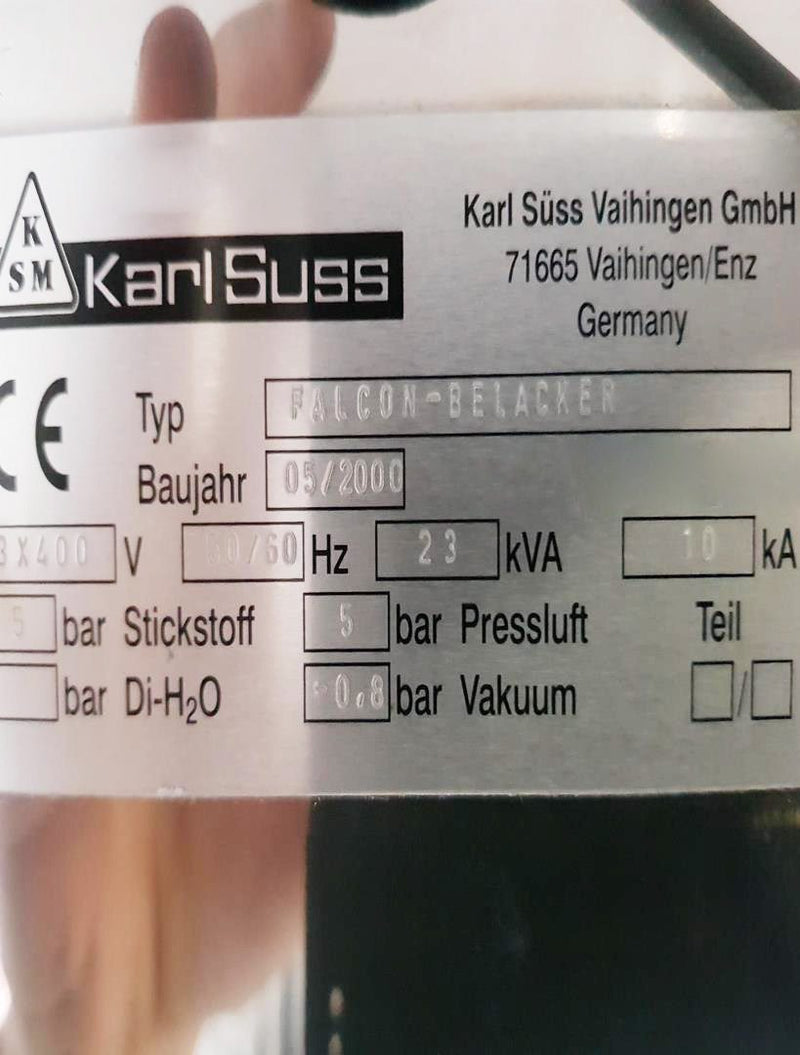 K
SM
Karl Suss
Karl Süss Vaihingen GmbH
71665 Vaihingen/Enz
Germany
CE
Typ FALCON-BELACKER
Baujahr 05/2000
3X400 V 50/60 Hz 23 kVA 10 kA
5 bar Stickstoff 5 bar Pressluft Teil
bar Di-H₂O -0.8 bar Vakuum /